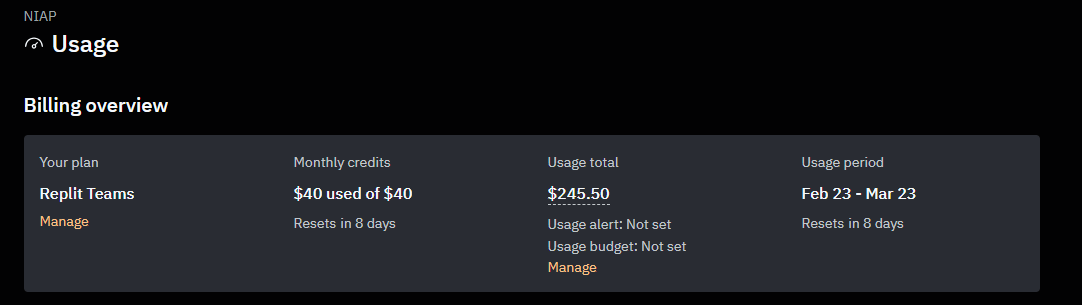 NIAP
Usage
Billing overview
Your plan
Replit Teams
Manage
Monthly credits
$40 used of $40
Resets in 8 days
Usage total
$245.50
Usage alert: Not set
Usage budget: Not set
Manage
Usage period
Feb 23 - Mar 23
Resets in 8 days